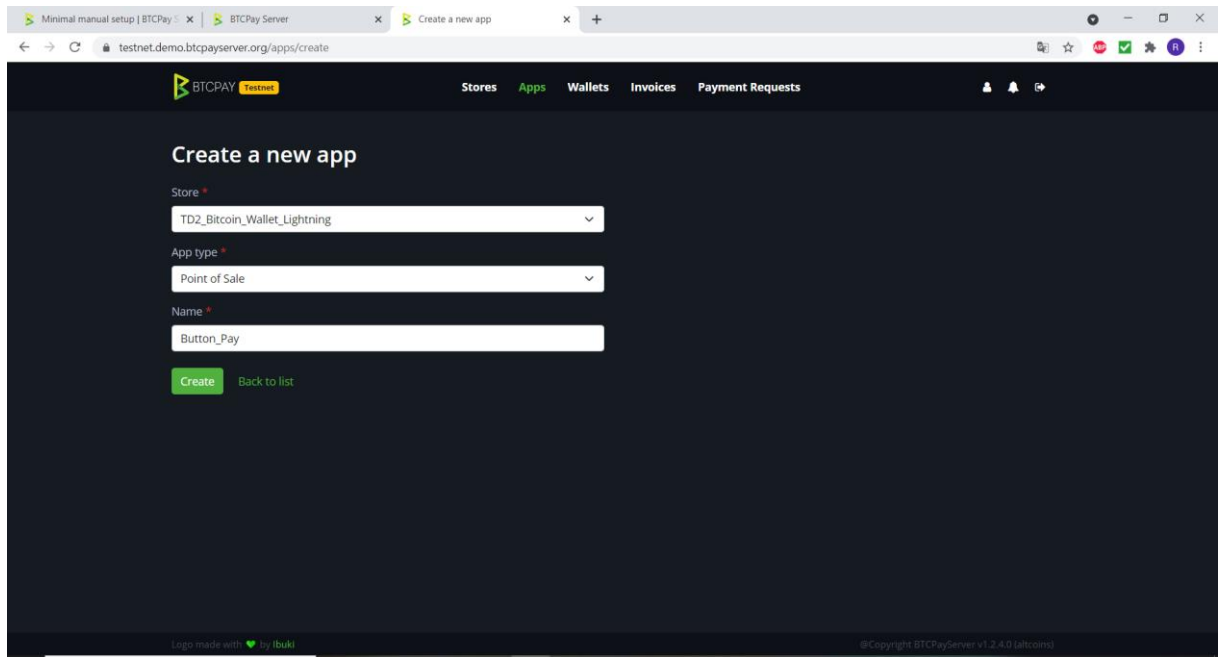 Minimal manual setup | BTCPay S
BTCPay Server
Create a new app
testnet.demo.btcpayserver.org/apps/create
ABP
R
BTCPAY Testnet
Stores Apps Wallets Invoices Payment Requests
Create a new app
Store *
TD2_Bitcoin_Wallet_Lightning
App type *
Point of Sale
Name *
Button_Pay
Create Back to list
Logo made with by Ibuki
@Copyright BTCPayServer v1.2.4.0 (altcoins)